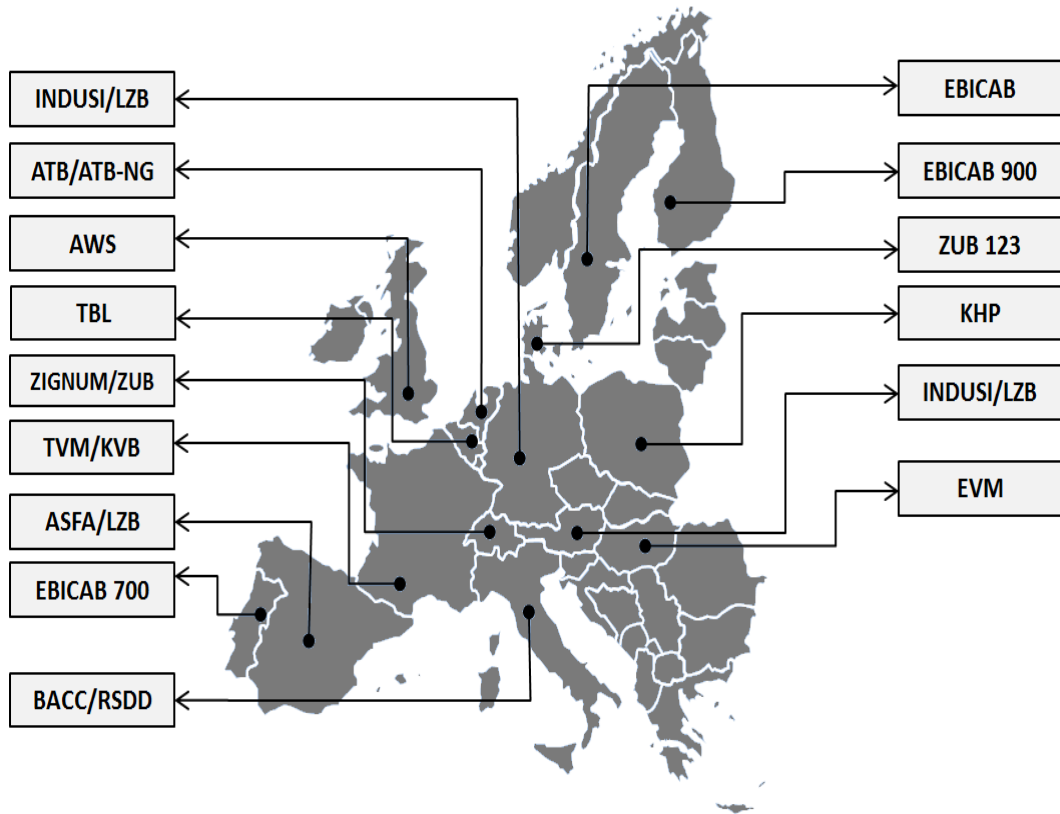 INDUSI/LZB
ATB/ATB-NG
AWS
TBL
ZIGNUM/ZUB
TVM/KVB
ASFA/LZB
EBICAB 700
BACC/RSDD
EBICAB
EBICAB 900
ZUB 123
KHP
INDUSI/LZB
EVM